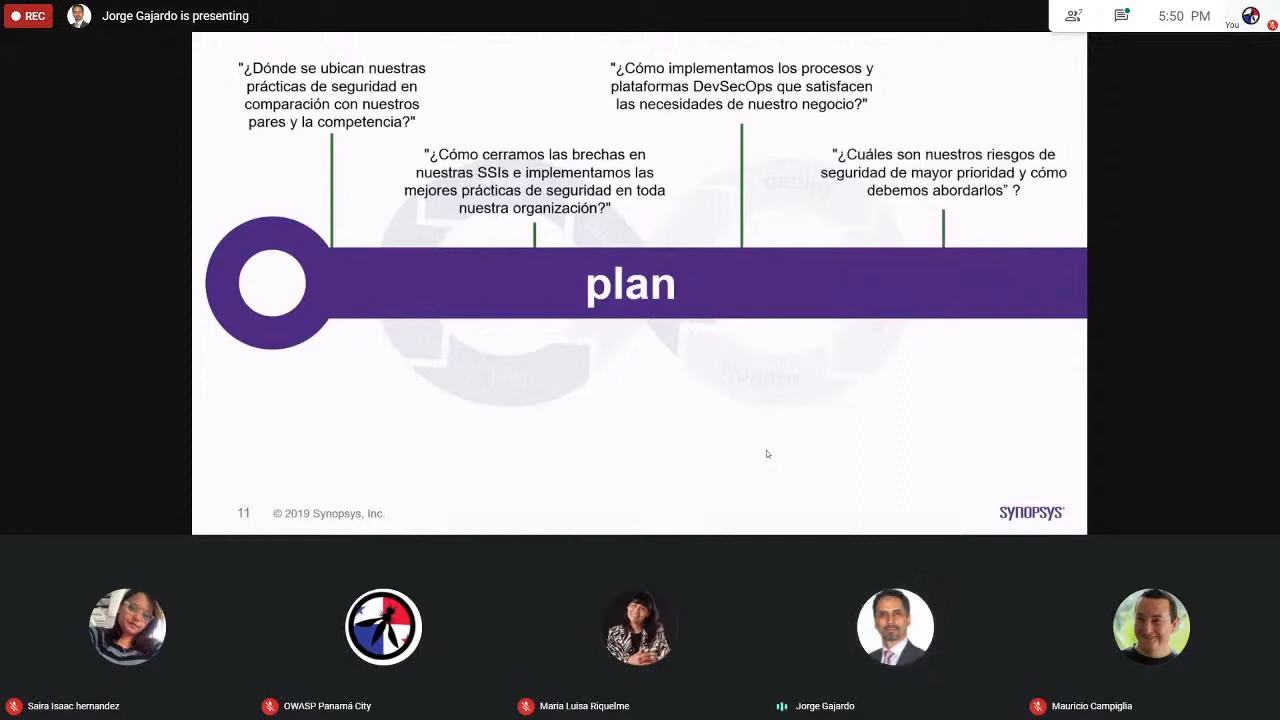 REC
Jorge Gajardo is presenting
7
5:50 PM
You
"¿Dónde se ubican nuestras
prácticas de seguridad en
comparación con nuestros
pares y la competencia?"
"¿Cómo cerramos las brechas en
nuestras SSIs e implementamos las
mejores prácticas de seguridad en toda
nuestra organización?"
"¿Cómo implementamos los procesos y
plataformas DevSecOps que satisfacen
las necesidades de nuestro negocio?"
"¿Cuáles son nuestros riesgos de
seguridad de mayor prioridad y cómo
debemos abordarlos” ?
plan
11
© 2019 Synopsys, Inc.
SYNOPSYS®
Saira Isaac hernandez
OWASP Panamá City
Maria Luisa Riquelme
Jorge Gajardo
Mauricio Campiglia